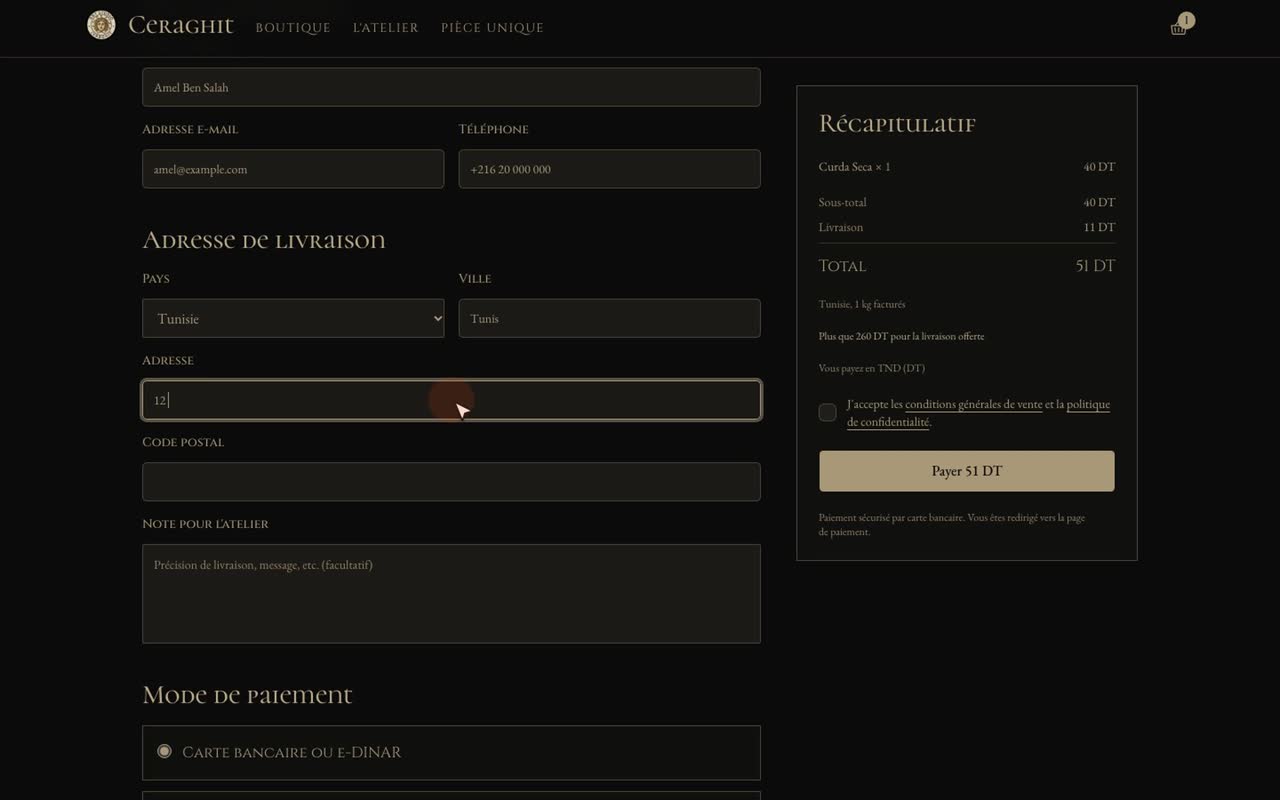 Ceraghit
BOUTIQUE
L'ATELIER
PIÈCE UNIQUE
1
Amel Ben Salah
Adresse e-mail
Téléphone
amel@example.com
+216 20 000 000
Adresse de livraison
Pays
Ville
Tunisie
Tunis
Adresse
12
Code postal
Note pour l'atelier
Précision de livraison, message, etc. (facultatif)
Mode de paiement
Carte bancaire ou e-DINAR
Récapitulatif
Curda Seca × 1
40 DT
Sous-total
40 DT
Livraison
11 DT
Total
51 DT
Tunisie, 1 kg facturés
Plus que 260 DT pour la livraison offerte
Vous payez en TND (DT)
J'accepte les conditions générales de vente et la politique
de confidentialité.
Payer 51 DT
Paiement sécurisé par carte bancaire. Vous êtes redirigé vers la page
de paiement.